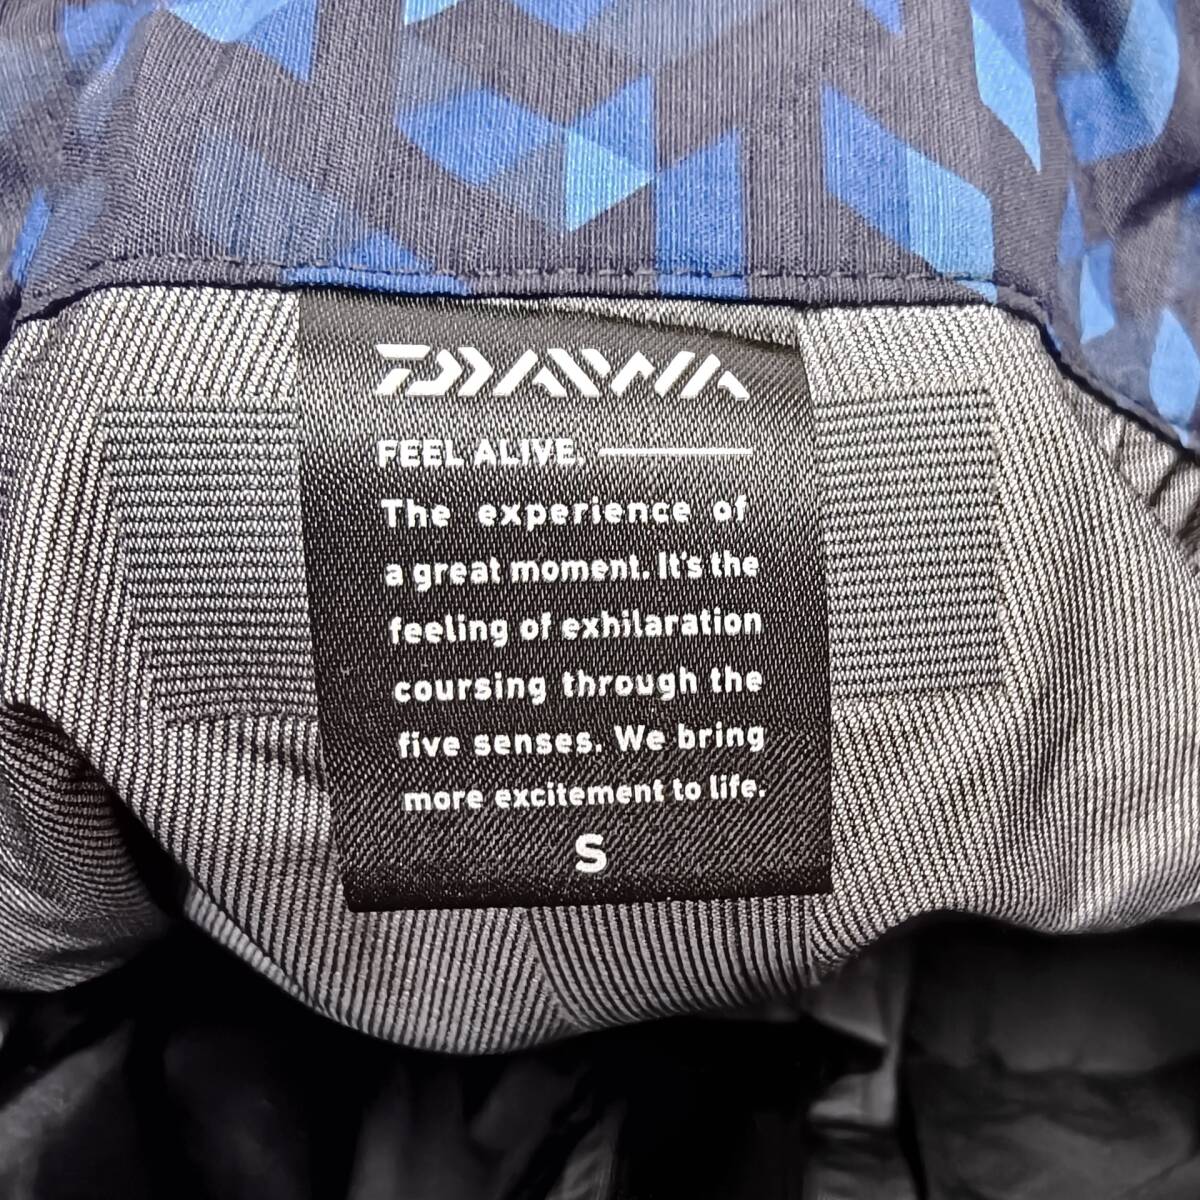 DAIWA
FEEL ALIVE.
The experience of
a great moment. It's the
feeling of exhilaration
coursing through the
five senses. We bring
more excitement to life.
S